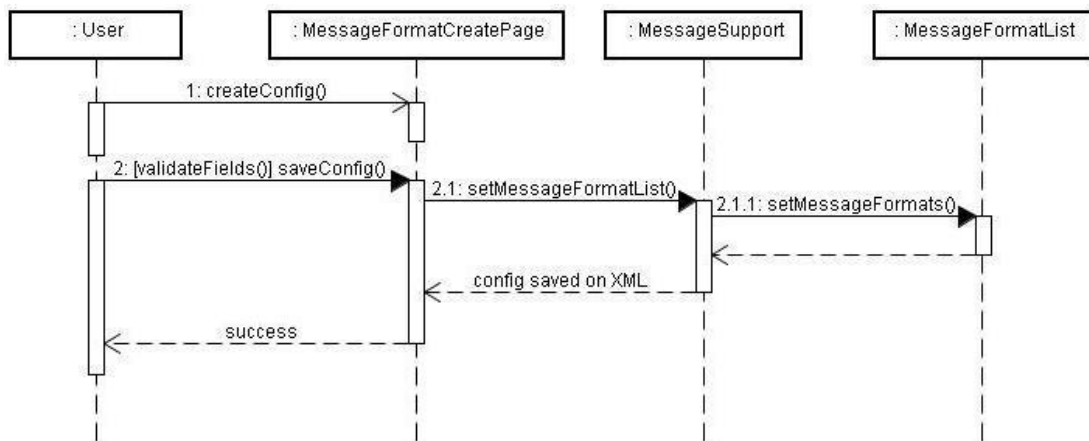 : User
: MessageFormatCreatePage
: MessageSupport
: MessageFormatList
1: createConfig()
2: [validateFields()] saveConfig()
2.1: setMessageFormatList()
2.1.1: setMessageFormats()
config saved on XML
success